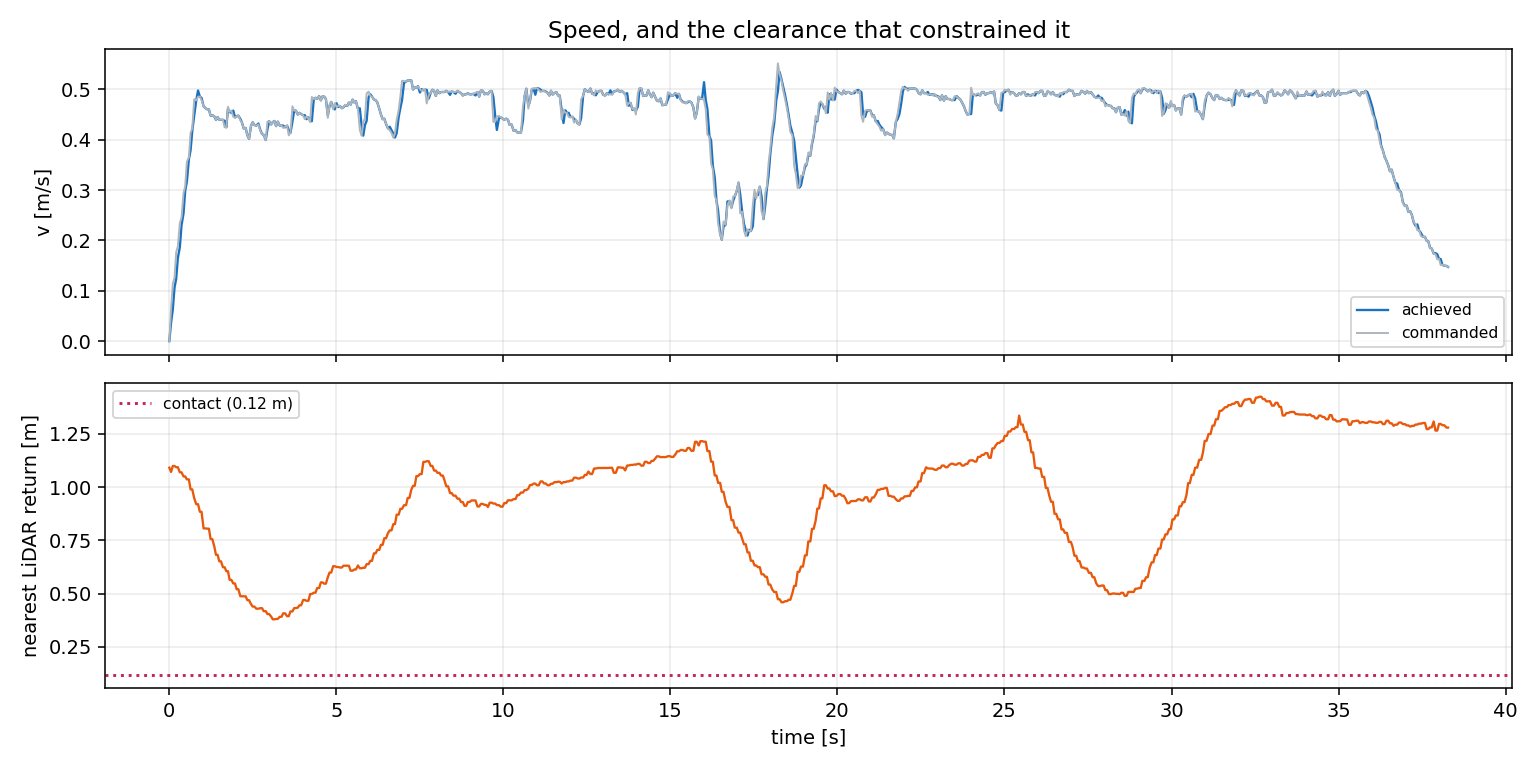 Speed, and the clearance that constrained it
v [m/s]
0.5
0.4
0.3
0.2
0.1
0.0
achieved
commanded
nearest LiDAR return [m]
1.25
1.00
0.75
0.50
0.25
contact (0.12 m)
0 5 10 15 20 25 30 35 40
time [s]